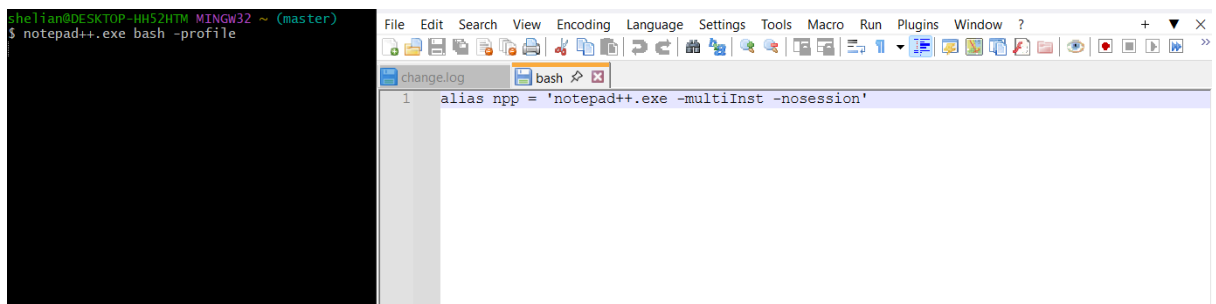 shelian@DESKTOP-HH52HTM MINGW32 ~ (master)
$ notepad++.exe bash -profile
File Edit Search View Encoding Language Settings Tools Macro Run Plugins Window ?
change.log bash
1 alias npp = 'notepad++.exe -multiInst -nosession'